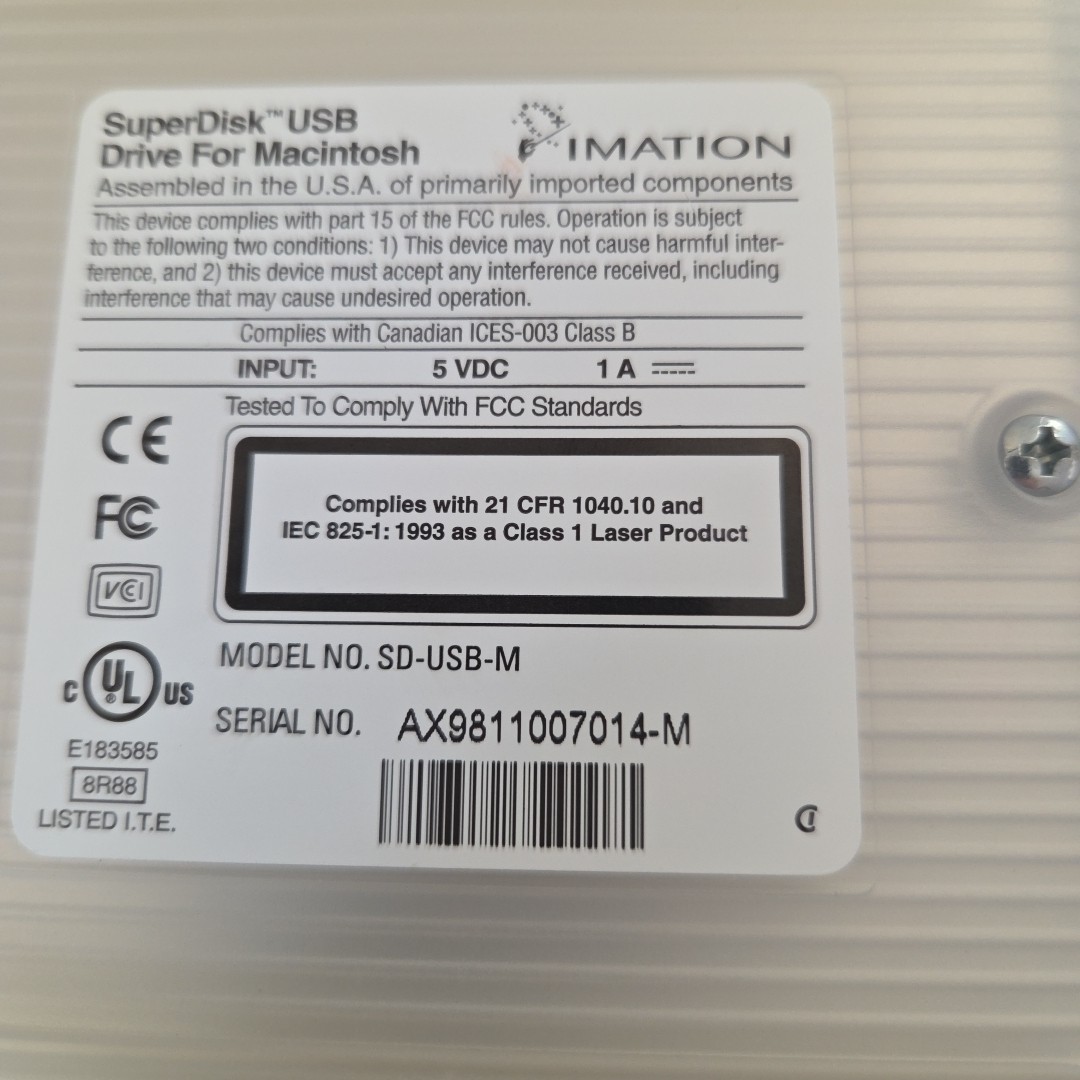 SuperDisk™ USB
Drive For Macintosh
IMATION
Assembled in the U.S.A. of primarily imported components
This device complies with part 15 of the FCC rules. Operation is subject
to the following two conditions: 1) This device may not cause harmful inter-
ference, and 2) this device must accept any interference received, including
interference that may cause undesired operation.
Complies with Canadian ICES-003 Class B
INPUT: 5 VDC 1 A
Tested To Comply With FCC Standards
CE
FC
VCI
Complies with 21 CFR 1040.10 and
IEC 825-1: 1993 as a Class 1 Laser Product
C UL® US
E183585
8R88
LISTED I.T.E.
MODEL NO. SD-USB-M
SERIAL NO. AX9811007014-M